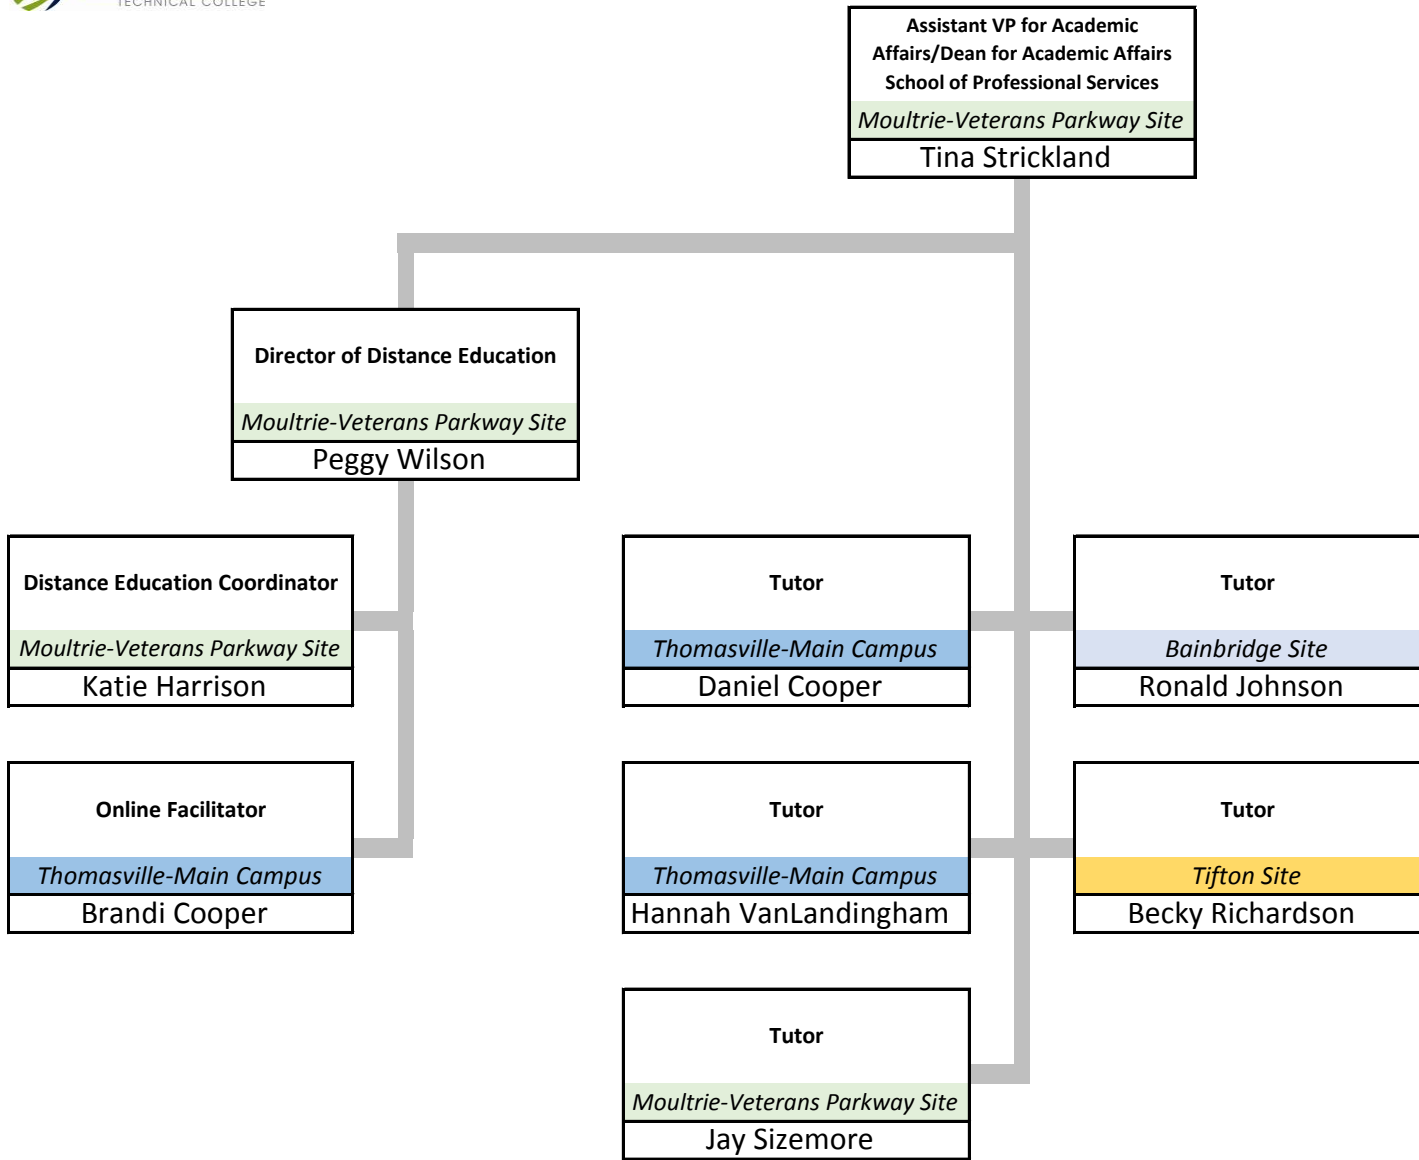 TECHNICAL COLLEGE
Assistant VP for Academic
Affairs/Dean for Academic Affairs
School of Professional Services
Moultrie-Veterans Parkway Site
Tina Strickland
Director of Distance Education
Moultrie-Veterans Parkway Site
Peggy Wilson
Distance Education Coordinator
Moultrie-Veterans Parkway Site
Katie Harrison
Tutor
Thomasville-Main Campus
Daniel Cooper
Tutor
Bainbridge Site
Ronald Johnson
Online Facilitator
Thomasville-Main Campus
Brandi Cooper
Tutor
Thomasville-Main Campus
Hannah VanLandingham
Tutor
Tifton Site
Becky Richardson
Tutor
Moultrie-Veterans Parkway Site
Jay Sizemore